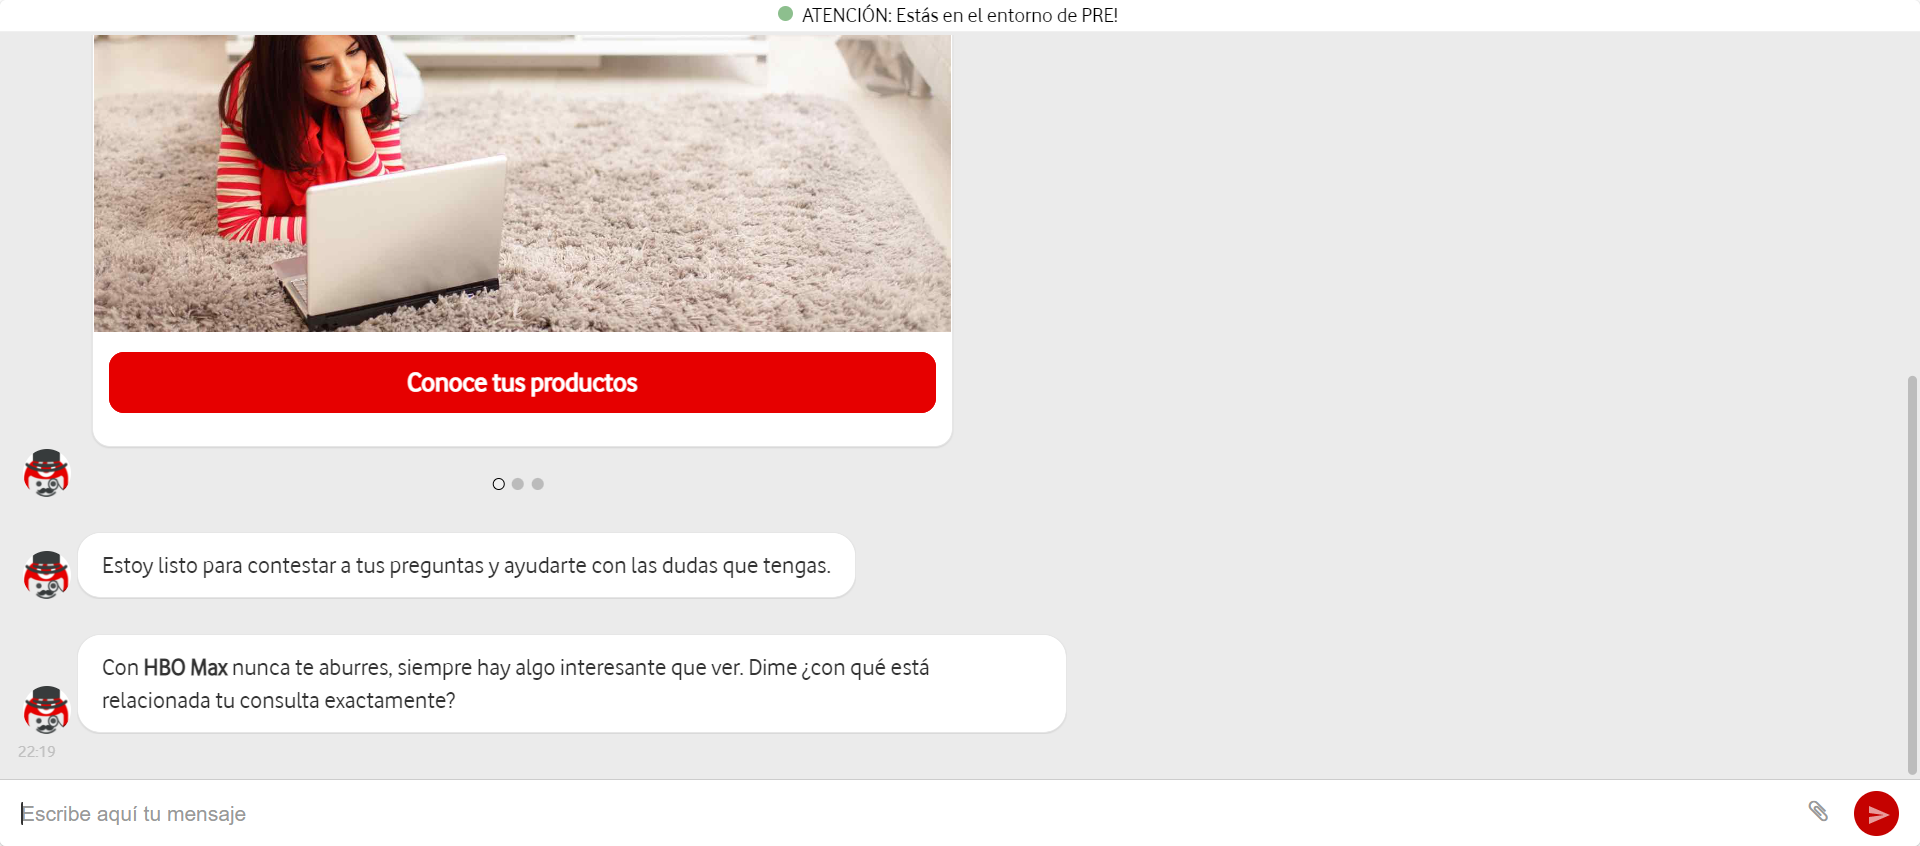 ATENCIÓN: Estás en el entorno de PRE!
Conoce tus productos
Estoy listo para contestar a tus preguntas y ayudarte con las dudas que tengas.
Con HBO Max nunca te aburres, siempre hay algo interesante que ver. Dime ¿con qué está
relacionada tu consulta exactamente?
22:19
Escribe aquí tu mensaje